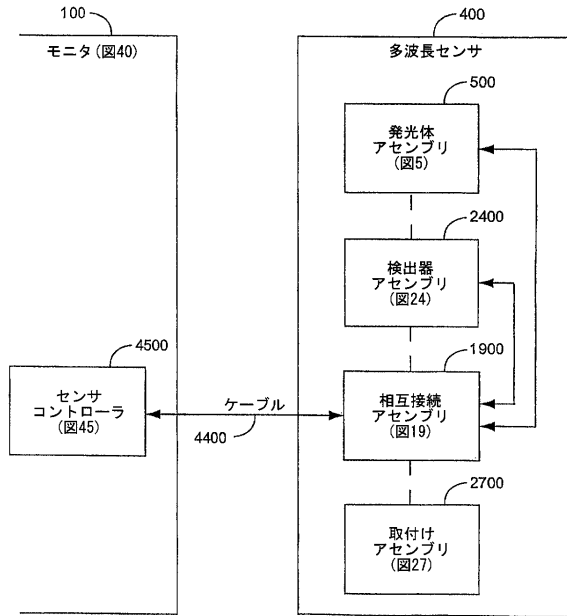 100
モニタ(図40)
400
多波長センサ
500
発光体
アセンブリ
(図5)
2400
検出器
アセンブリ
(図24)
4500
センサ
コントローラ
(図45)
ケーブル
4400
1900
相互接続
アセンブリ
(図19)
2700
取付け
アセンブリ
(図27)